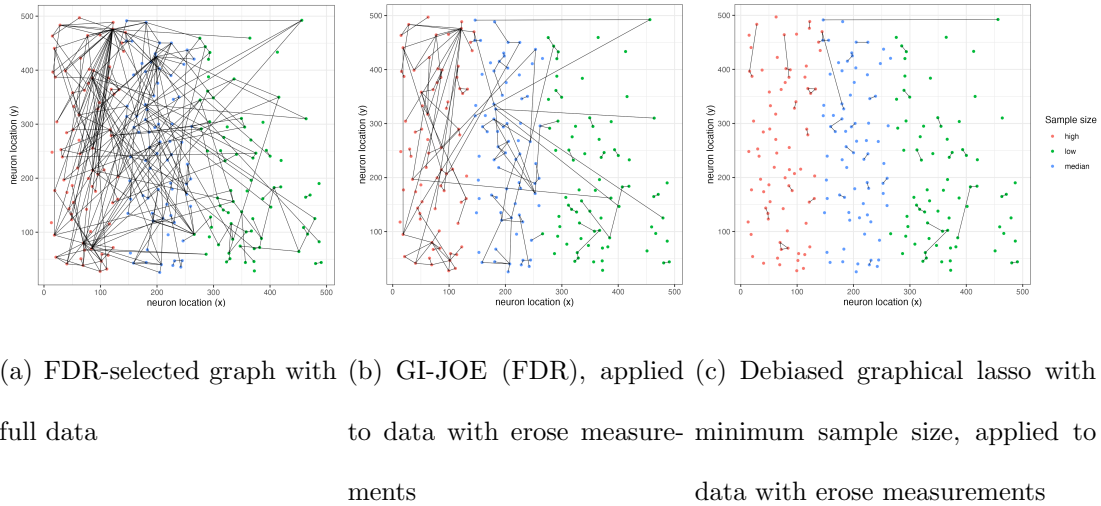 500
400
300
200
100
0
100
200
300
400
500
neuron location (x)
neuron location (y)
500
400
300
200
100
0
100
200
300
400
500
neuron location (x)
neuron location (y)
500
400
300
200
100
0
100
200
300
400
500
neuron location (x)
neuron location (y)
Sample size
high
low
median
(a) FDR-selected graph with
full data
(b) GI-JOE (FDR), applied
to data with erose measure-
ments
(c) Debiased graphical lasso with
minimum sample size, applied to
data with erose measurements